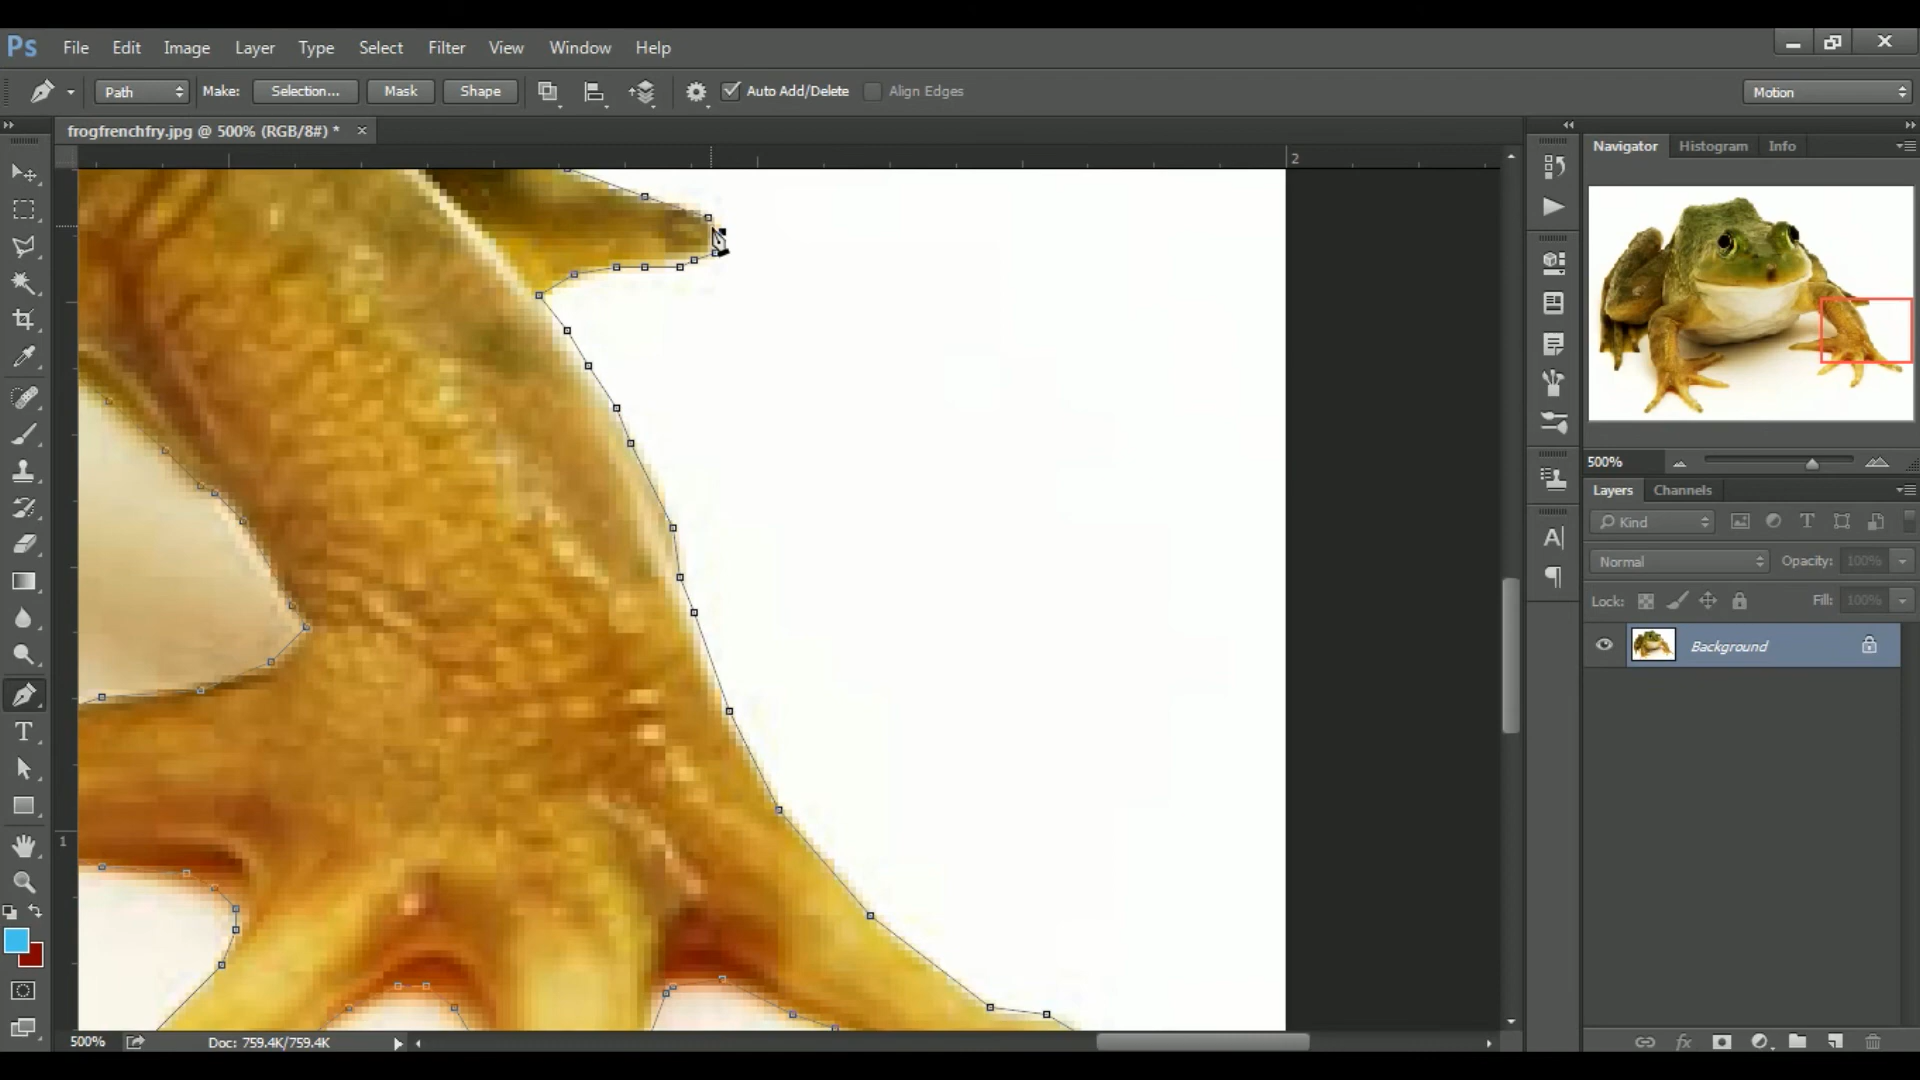 Ps File Edit Image Layer Type Select Filter View Window Help
Path Make: Selection... Mask Shape Auto Add/Delete Align Edges Motion
frogfrenchfry.jpg @ 500% (RGB/8#) *
Navigator Histogram Info
2
500%
Layers Channels
Kind
Normal Opacity: 100%
Lock: Fill: 100%
Background
1
500% Doc: 759.4K/759.4K